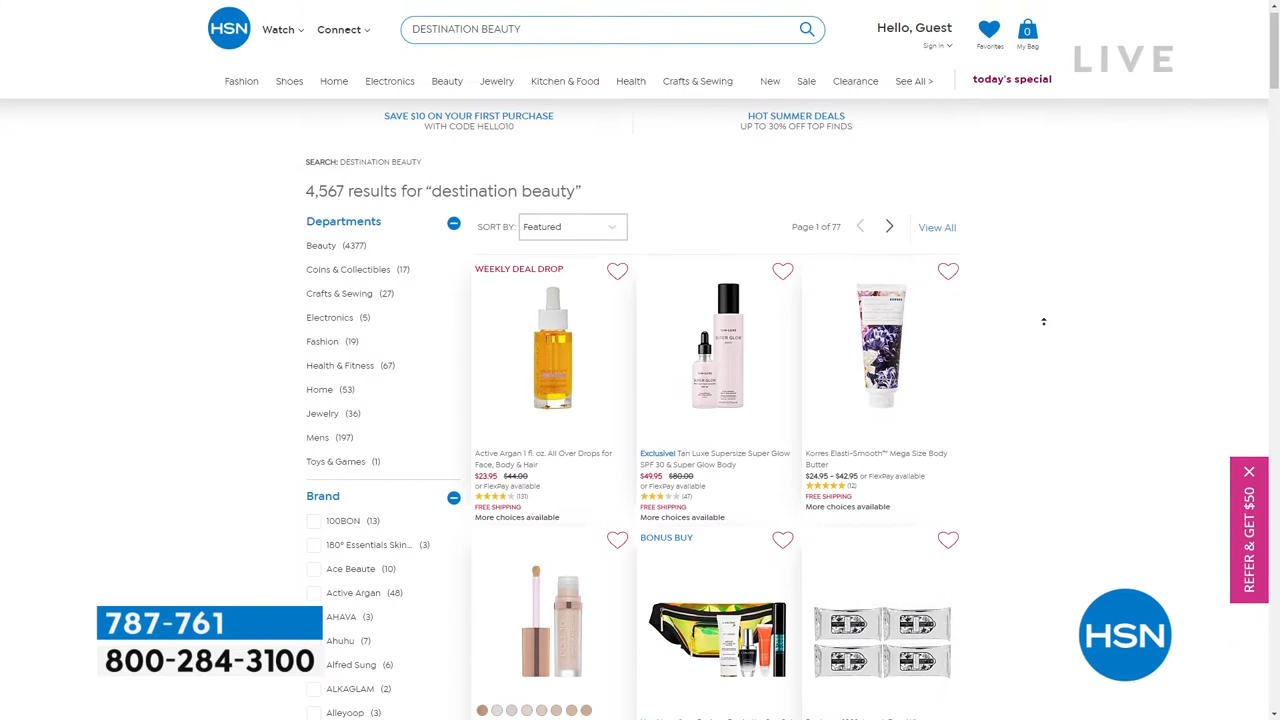 HSN
Watch
Connect
DESTINATION BEAUTY
Hello, Guest
Sign In
Favorites
0
My Bag
LIVE
Fashion
Shoes
Home
Electronics
Beauty
Jewelry
Kitchen & Food
Health
Crafts & Sewing
New
Sale
Clearance
See All >
today's special
SAVE $10 ON YOUR FIRST PURCHASE
WITH CODE HELLO10
HOT SUMMER DEALS
UP TO 30% OFF TOP FINDS
SEARCH: DESTINATION BEAUTY
4,567 results for “destination beauty”
Departments
Beauty (4377)
Coins & Collectibles (17)
Crafts & Sewing (27)
Electronics (5)
Fashion (19)
Health & Fitness (67)
Home (53)
Jewelry (36)
Mens (197)
Toys & Games (1)
Brand
100BON (13)
180° Essentials Skin... (3)
Ace Beaute (10)
Active Argan (48)
AHAVA (3)
Ahuhu (7)
Alfred Sung (6)
ALKAGLAM (2)
Alleyoop (3)
SORT BY: Featured
Page 1 of 77
View All
WEEKLY DEAL DROP
TAN-LUXE
SUPER GLOW
KORRES
Active Argan 1 fl. oz. All Over Drops for
Face, Body & Hair
$23.95 $44.00
or FlexPay available
(131)
FREE SHIPPING
More choices available
Exclusive! Tan Luxe Supersize Super Glow
SPF 30 & Super Glow Body
$49.95 $80.00
or FlexPay available
(47)
FREE SHIPPING
More choices available
Korres Elasti-Smooth™ Mega Size Body
Butter
$24.95 - $42.95 or FlexPay available
(12)
FREE SHIPPING
More choices available
BONUS BUY
REFER & GET $50
787-761
800-284-3100
HSN